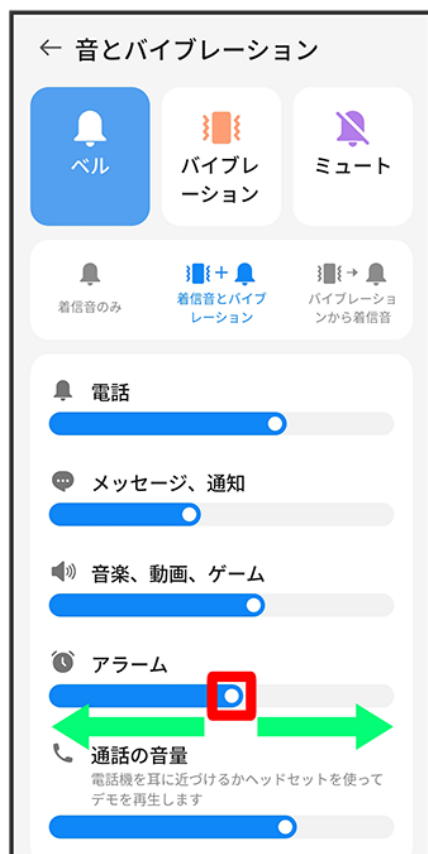 ← 音とバイブレーション
ベル
バイブレ
ーション
ミュート
着信音のみ
着信音とバイブ
レーション
バイブレーショ
ンから着信音
電話
メッセージ、通知
音楽、動画、ゲーム
アラーム
通話の音量
電話機を耳に近づけるかヘッドセットを使って
デモを再生します